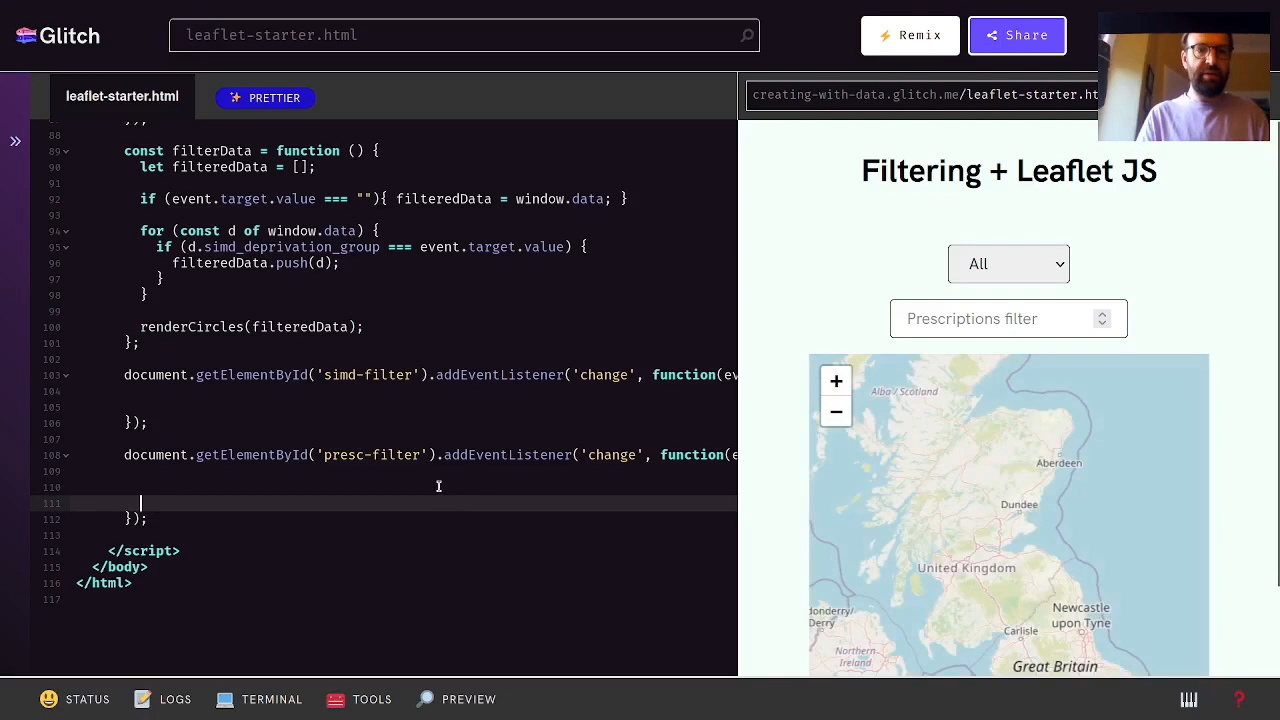 Glitch
leaflet-starter.html
⚡ Remix
Share
leaflet-starter.html
✨ PRETTIER
creating-with-data.glitch.me/leaflet-starter.ht
88
89 const filterData = function () {
90 let filteredData = [];
91
92 if (event.target.value === ""){ filteredData = window.data; }
93
94 for (const d of window.data) {
95 if (d.simd_deprivation_group === event.target.value) {
96 filteredData.push(d);
97 }
98 }
99
100 renderCircles(filteredData);
101 };
102
103 document.getElementById('simd-filter').addEventListener('change', function(ev
104
105
106 });
107
108 document.getElementById('presc-filter').addEventListener('change', function(e
109
110
111
112 });
113
114 </script>
115 </body>
116 </html>
117
Filtering + Leaflet JS
All
Prescriptions filter
+
−
Alba / Scotland
Aberdeen
Dundee
United Kingdom
Newcastle
upon Tyne
Carlisle
onderry/
Derry
Northern
Ireland
Great Britain
STATUS
LOGS
TERMINAL
TOOLS
PREVIEW
?